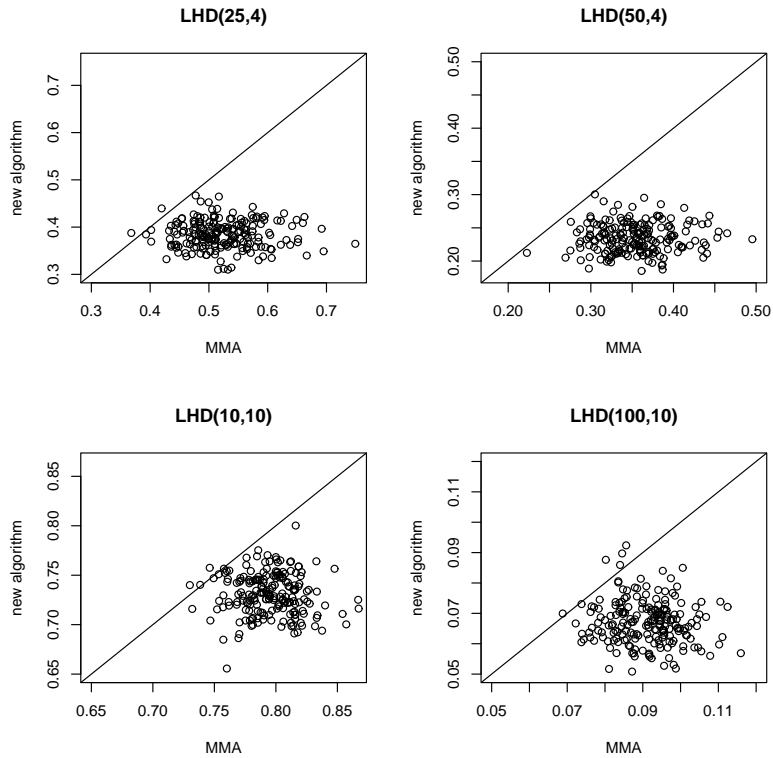 LHD(25,4)
new algorithm
0.3 0.4 0.5 0.6 0.7
0.3 0.4 0.5 0.6 0.7
MMA
LHD(50,4)
new algorithm
0.20 0.30 0.40 0.50
0.20 0.30 0.40 0.50
MMA
LHD(10,10)
new algorithm
0.65 0.70 0.75 0.80 0.85
0.65 0.70 0.75 0.80 0.85
MMA
LHD(100,10)
new algorithm
0.05 0.07 0.09 0.11
0.05 0.07 0.09 0.11
MMA